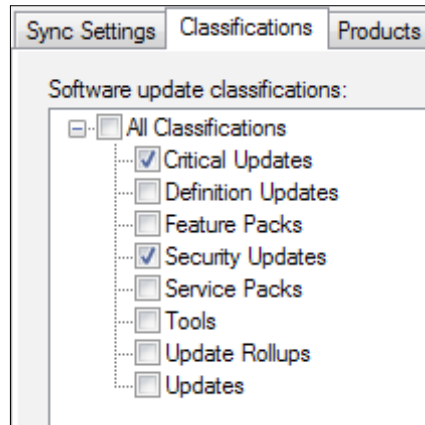 Sync Settings Classifications Products
Software update classifications:
All Classifications
Critical Updates
Definition Updates
Feature Packs
Security Updates
Service Packs
Tools
Update Rollups
Updates